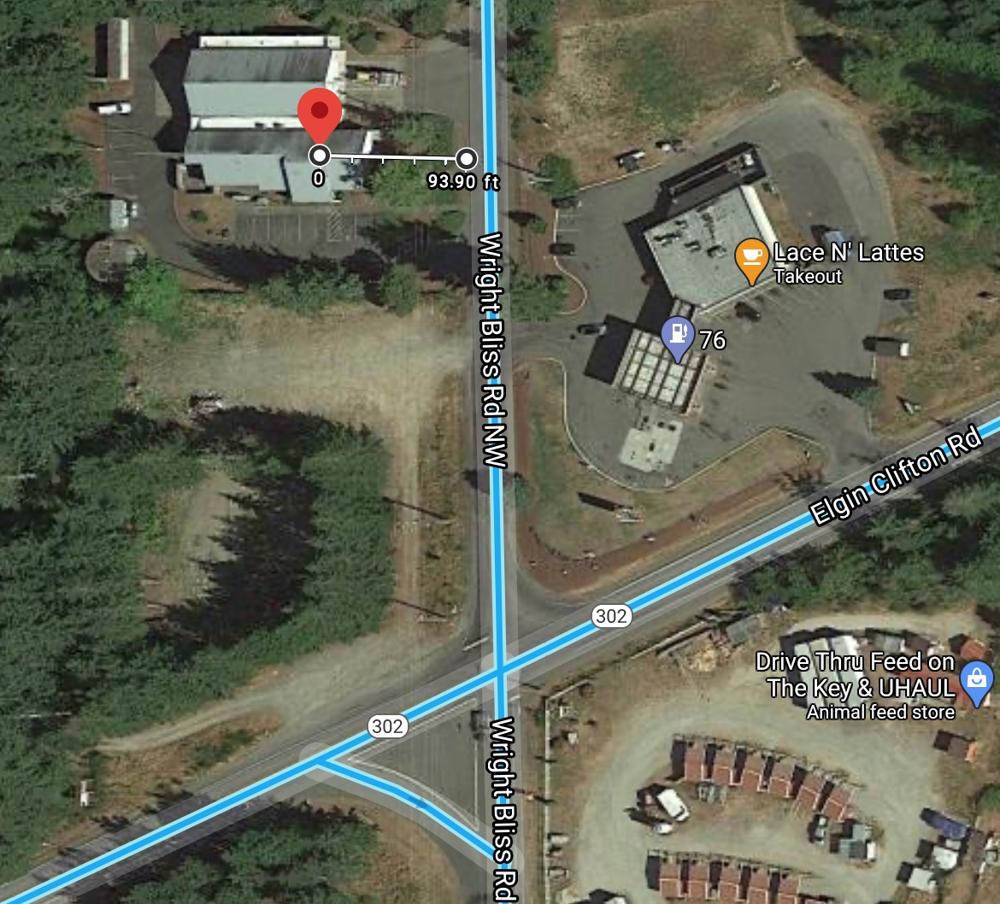 0
93.90 ft
Wright Bliss Rd NW
Lace N' Lattes
Takeout
76
Elgin Clifton Rd
302
Drive Thru Feed on
The Key & UHAUL
Animal feed store
302
Wright Bliss Rd